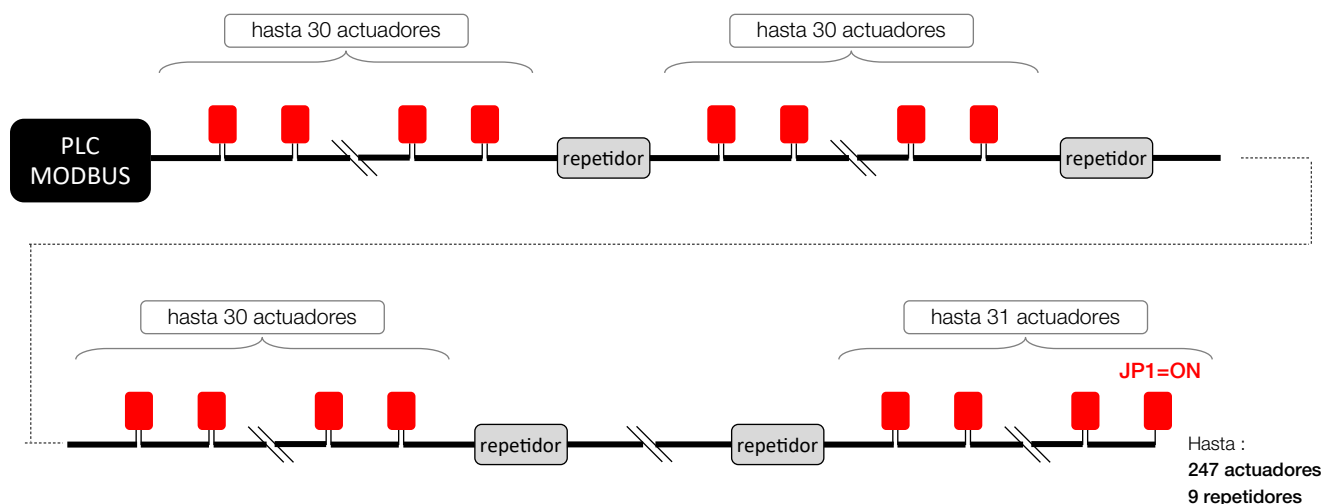 hasta 30 actuadores
hasta 30 actuadores
PLC
MODBUS
repetidor
repetidor
hasta 30 actuadores
hasta 31 actuadores
JP1=ON
repetidor
repetidor
Hasta :
247 actuadores
9 repetidores